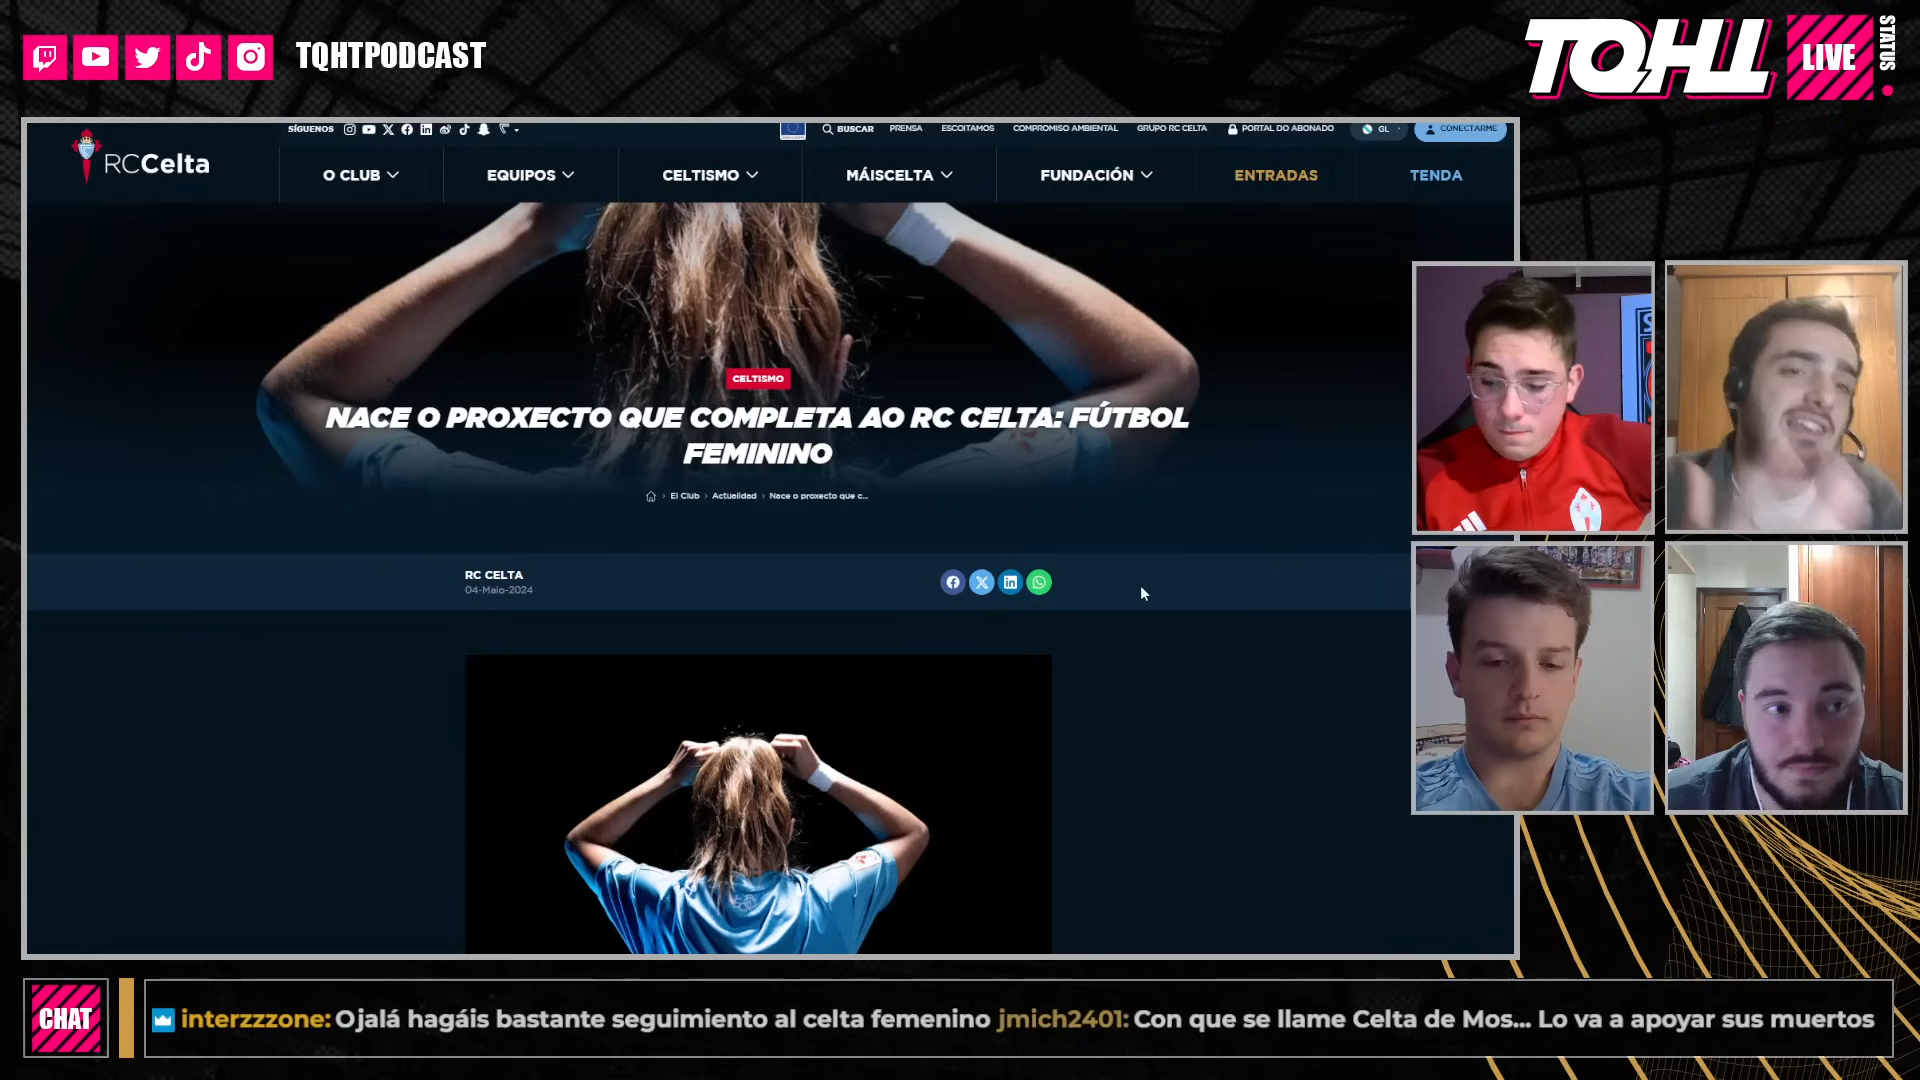 TQHTPODCAST
TQHT
LIVE
STATUS
SÍGUENOS
BUSCAR
PRENSA
ESCOITAMOS
COMPROMISO AMBIENTAL
GRUPO RC CELTA
PORTAL DO ABONADO
GL
CONECTARME
RCCelta
O CLUB
EQUIPOS
CELTISMO
MÁISCELTA
FUNDACIÓN
ENTRADAS
TENDA
CELTISMO
NACE O PROXECTO QUE COMPLETA AO RC CELTA: FÚTBOL
FEMININO
El Club > Actualidad > Nace o proxecto que c...
RC CELTA
04-Maio-2024
CHAT
interzzzone: Ojalá hagáis bastante seguimiento al celta femenino jmich2401: Con que se llame Celta de Mos... Lo va a apoyar sus muertos